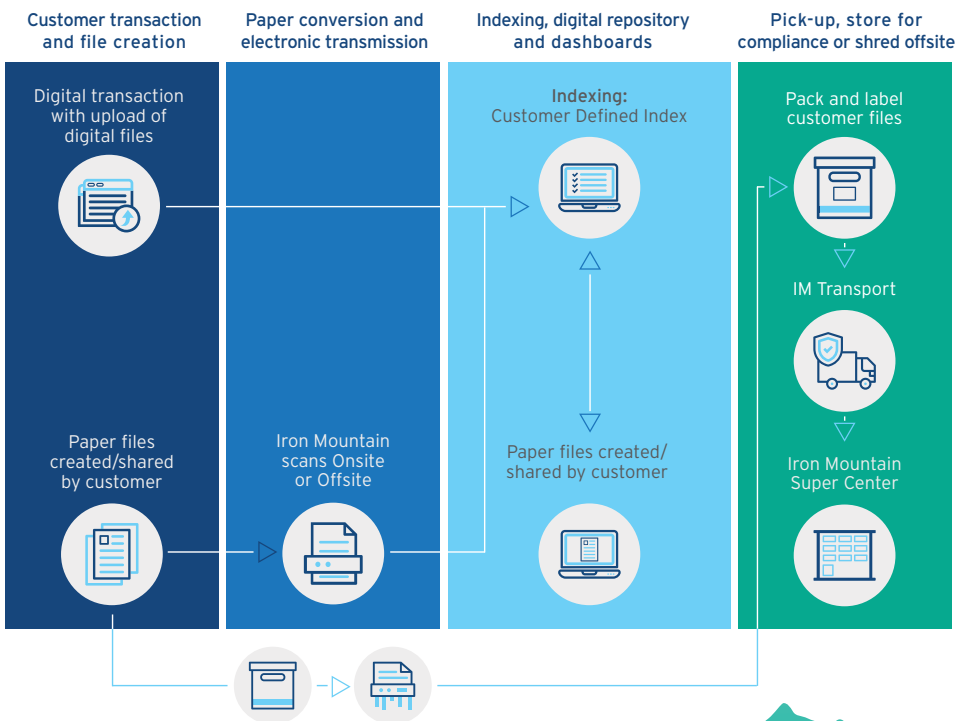 Customer transaction
and file creation
Paper conversion and
electronic transmission
Indexing, digital repository
and dashboards
Pick-up, store for
compliance or shred offsite
Digital transaction
with upload of
digital files
Paper files
created/shared
by customer
Iron Mountain
scans Onsite
or Offsite
Indexing:
Customer Defined Index
Paper files created/
shared by customer
Pack and label
customer files
IM Transport
Iron Mountain
Super Center